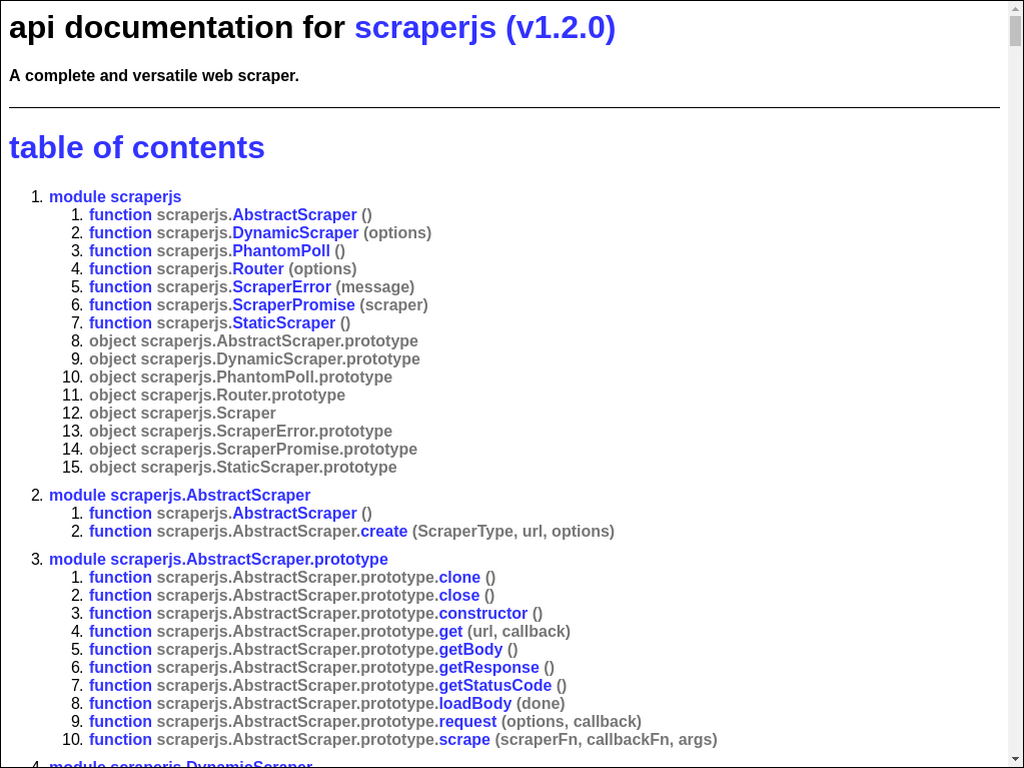 api documentation for scraperjs (v1.2.0)
A complete and versatile web scraper.
table of contents
1. module scraperjs
1. function scraperjs.AbstractScraper ()
2. function scraperjs.DynamicScraper (options)
3. function scraperjs.PhantomPoll ()
4. function scraperjs.Router (options)
5. function scraperjs.ScraperError (message)
6. function scraperjs.ScraperPromise (scraper)
7. function scraperjs.StaticScraper ()
8. object scraperjs.AbstractScraper.prototype
9. object scraperjs.DynamicScraper.prototype
10. object scraperjs.PhantomPoll.prototype
11. object scraperjs.Router.prototype
12. object scraperjs.Scraper
13. object scraperjs.ScraperError.prototype
14. object scraperjs.ScraperPromise.prototype
15. object scraperjs.StaticScraper.prototype
2. module scraperjs.AbstractScraper
1. function scraperjs.AbstractScraper ()
2. function scraperjs.AbstractScraper.create (ScraperType, url, options)
3. module scraperjs.AbstractScraper.prototype
1. function scraperjs.AbstractScraper.prototype.clone ()
2. function scraperjs.AbstractScraper.prototype.close ()
3. function scraperjs.AbstractScraper.prototype.constructor ()
4. function scraperjs.AbstractScraper.prototype.get (url, callback)
5. function scraperjs.AbstractScraper.prototype.getBody ()
6. function scraperjs.AbstractScraper.prototype.getResponse ()
7. function scraperjs.AbstractScraper.prototype.getStatusCode ()
8. function scraperjs.AbstractScraper.prototype.loadBody (done)
9. function scraperjs.AbstractScraper.prototype.request (options, callback)
10. function scraperjs.AbstractScraper.prototype.scrape (scraperFn, callbackFn, args)
4. module scraperjs.DynamicScraper